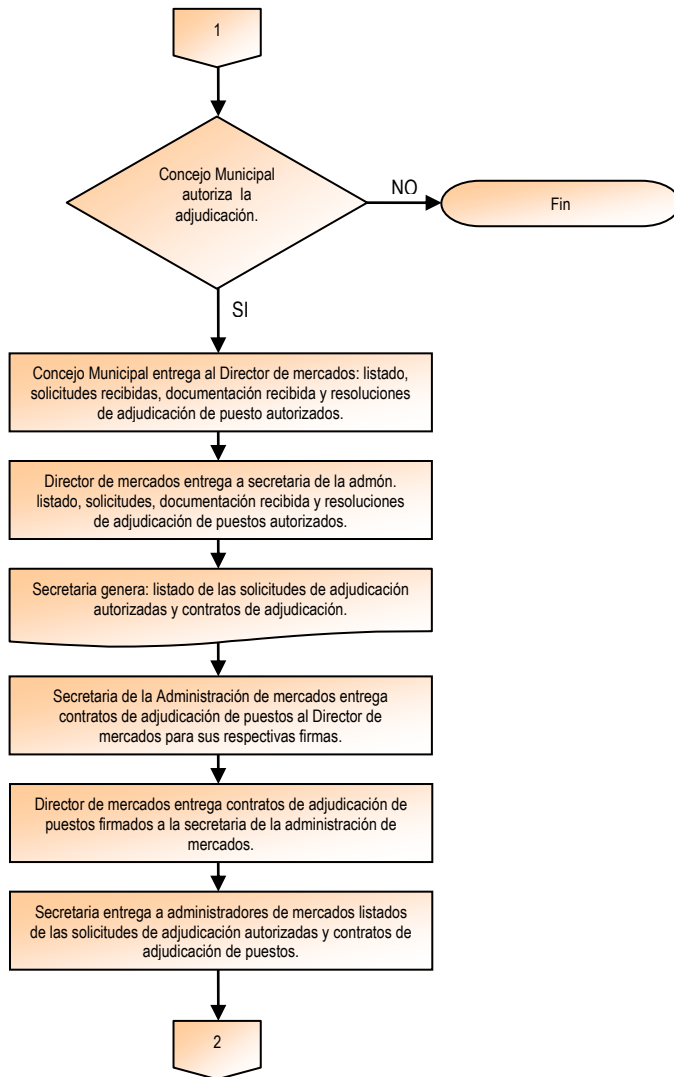 1
Concejo Municipal
autoriza la
adjudicación.
NO
Fin
SI
Concejo Municipal entrega al Director de mercados: listado,
solicitudes recibidas, documentación recibida y resoluciones
de adjudicación de puesto autorizados.
Director de mercados entrega a secretaria de la admón.
listado, solicitudes, documentación recibida y resoluciones
de adjudicación de puestos autorizados.
Secretaria genera: listado de las solicitudes de adjudicación
autorizadas y contratos de adjudicación.
Secretaria de la Administración de mercados entrega
contratos de adjudicación de puestos al Director de
mercados para sus respectivas firmas.
Director de mercados entrega contratos de adjudicación de
puestos firmados a la secretaria de la administración de
mercados.
Secretaria entrega a administradores de mercados listados
de las solicitudes de adjudicación autorizadas y contratos de
adjudicación de puestos.
2